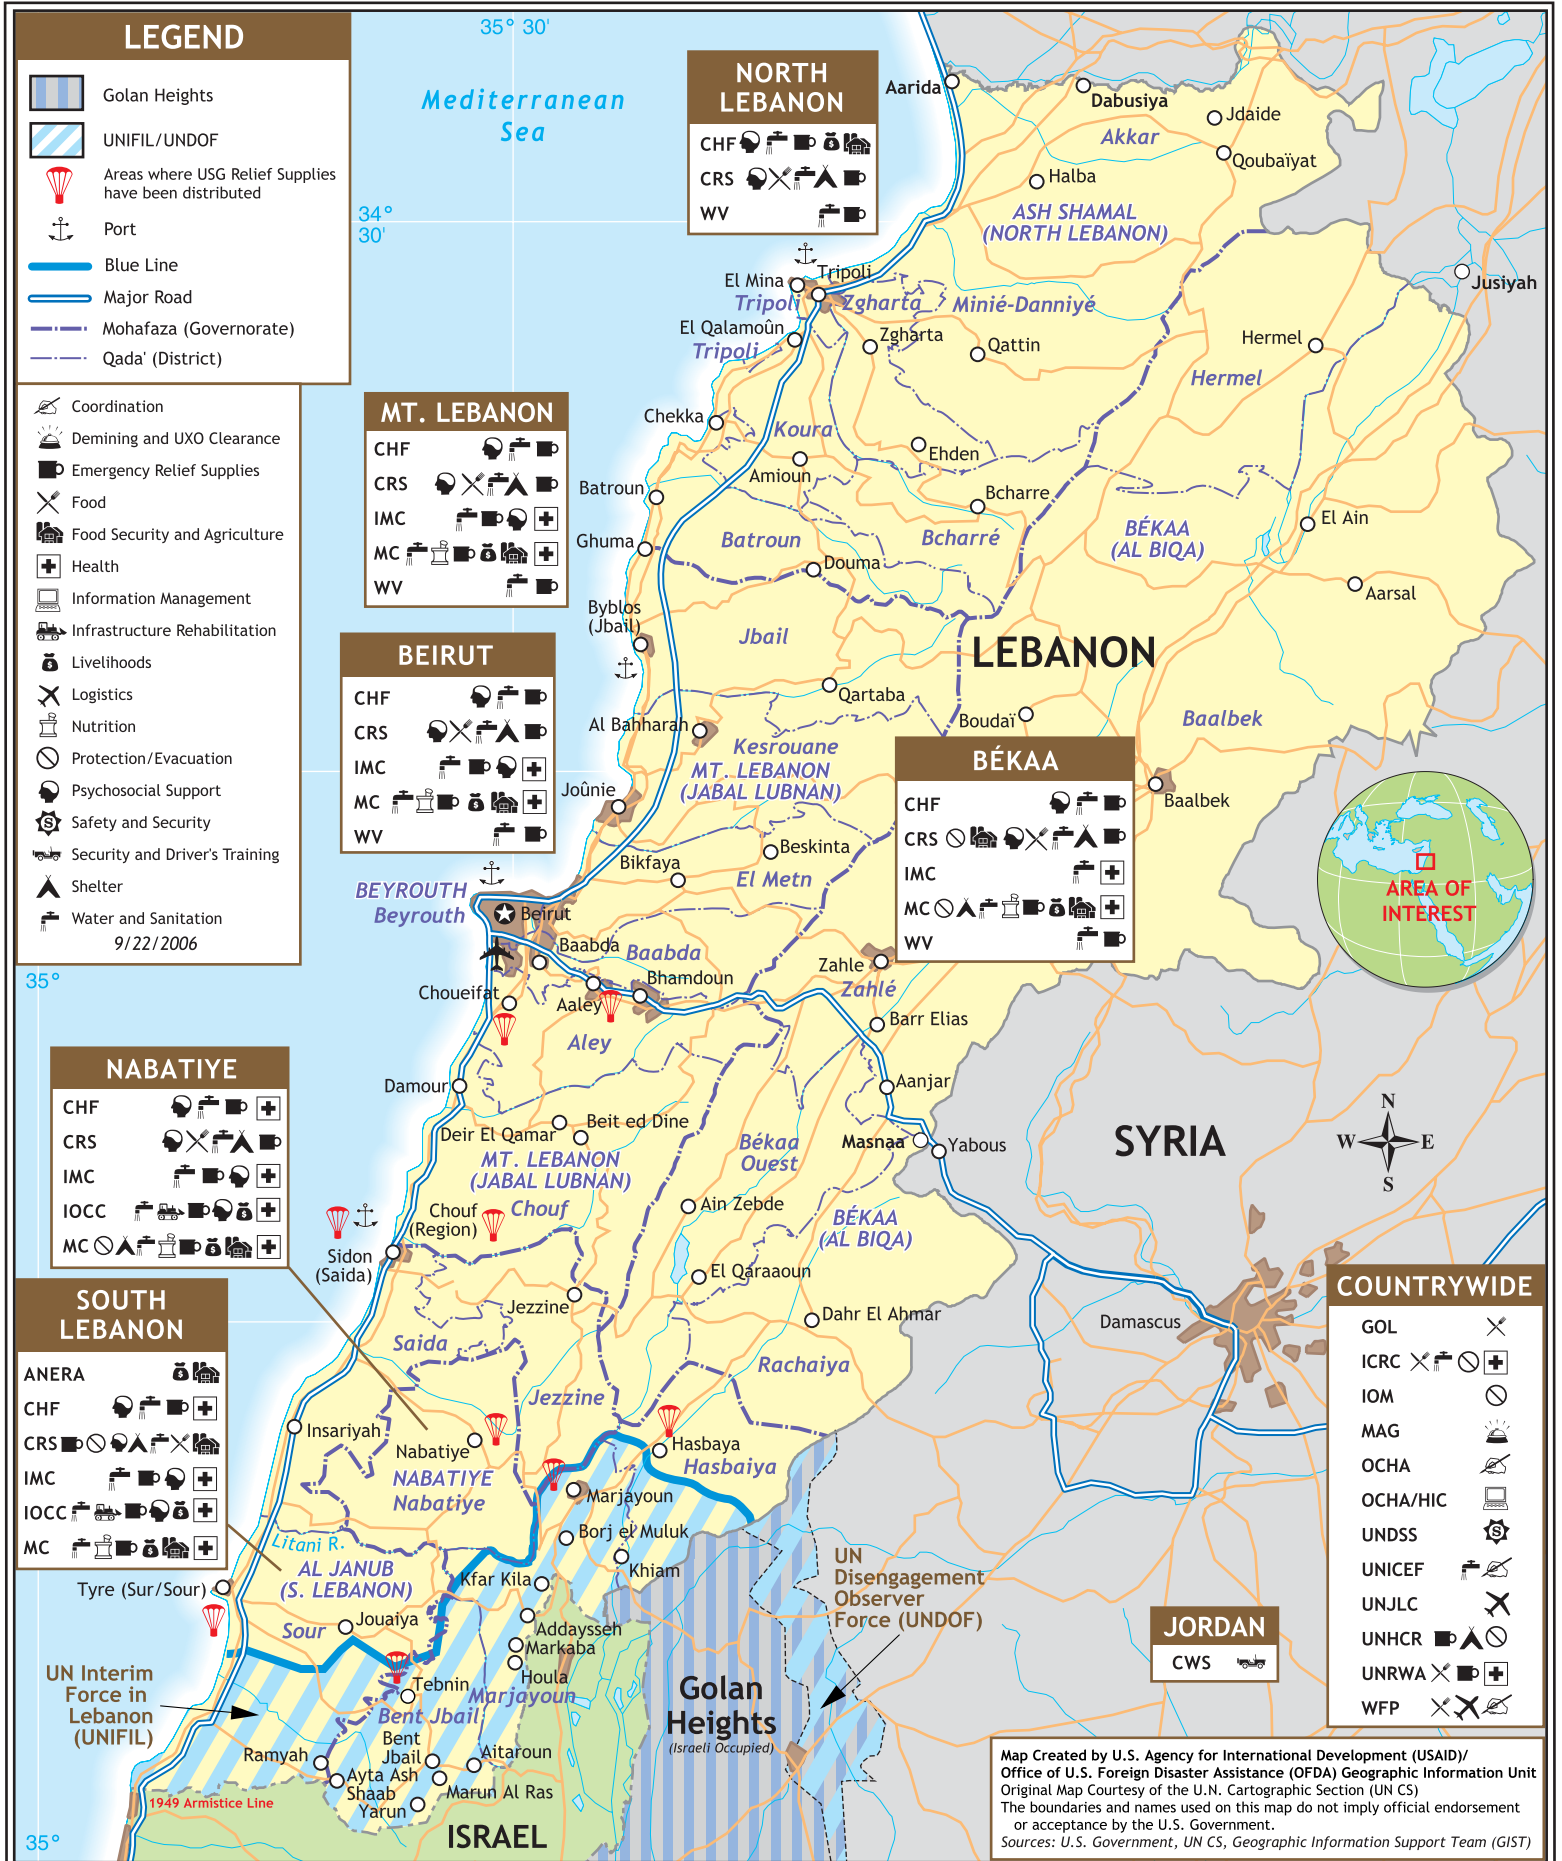 LEGEND
Golan Heights
UNIFIL/UNDOF
Areas where USG Relief Supplies
have been distributed
Port
Blue Line
Major Road
Mohafaza (Governorate)
Qada' (District)
Coordination
Demining and UXO Clearance
Emergency Relief Supplies
Food
Food Security and Agriculture
Health
Information Management
Infrastructure Rehabilitation
Livelihoods
Logistics
Nutrition
Protection/Evacuation
Psychosocial Support
Safety and Security
Security and Driver's Training
Shelter
Water and Sanitation
9/22/2006
35° 30'
34°
30'
35°
35°
Mediterranean
Sea
NORTH
LEBANON
CHF
CRS
WV
MT. LEBANON
CHF
CRS
IMC
MC
WV
BEIRUT
CHF
CRS
IMC
MC
WV
BÉKAA
CHF
CRS
IMC
MC
WV
NABATIYE
CHF
CRS
IMC
IOCC
MC
SOUTH
LEBANON
ANERA
CHF
CRS
IMC
IOCC
MC
COUNTRYWIDE
GOL
ICRC
IOM
MAG
OCHA
OCHA/HIC
UNDSS
UNICEF
UNJLC
UNHCR
UNRWA
WFP
JORDAN
CWS
AREA OF
INTEREST
N
W
E
S
Aarida
Dabusiya
Jdaide
Akkar
Qoubaïyat
Halba
ASH SHAMAL
(NORTH LEBANON)
Jusiyah
El Mina
Tripoli
Tripoli
Zgharta
Minié-Danniyé
El Qalamoûn
Tripoli
Zgharta
Qattin
Hermel
Hermel
Chekka
Koura
Ehden
Amioun
Batroun
Bcharre
El Ain
BÉKAA
(AL BIQA)
Ghuma
Batroun
Bcharré
Douma
Aarsal
Byblos
(Jbail)
Jbail
LEBANON
Qartaba
Boudaï
Baalbek
Al Bahharah
Kesrouane
MT. LEBANON
(JABAL LUBNAN)
Baalbek
Joûnie
Beskinta
Bikfaya
El Metn
BEYROUTH
Beyrouth
Beirut
Baabda
Baabda
Bhamdoun
Zahle
Zahlé
Choueifat
Aaley
Barr Elias
Aley
Damour
Aanjar
Beit ed Dine
Deir El Qamar
Békaa
Ouest
Masnaa
Yabous
SYRIA
MT. LEBANON
(JABAL LUBNAN)
Chouf
Chouf
(Region)
Ain Zebde
BÉKAA
(AL BIQA)
Sidon
(Saida)
El Qaraaoun
Jezzine
Dahr El Ahmar
Damascus
Saida
Rachaiya
Jezzine
Insariyah
Nabatiye
Hasbaya
Hasbaiya
NABATIYE
Nabatiye
Marjayoun
Litani R.
Borj el Muluk
AL JANUB
(S. LEBANON)
Khiam
Kfar Kila
Tyre (Sur/Sour)
Jouaiya
Sour
Addaysseh
Markaba
Houla
UN
Disengagement
Observer
Force (UNDOF)
UN Interim
Force in
Lebanon
(UNIFIL)
Tebnin
Marjayoun
Bent Jbail
Golan
Heights
(Israeli Occupied)
Ramyah
Bent
Jbail
Aitaroun
Ayta Ash
Shaab
Marun Al Ras
Yarun
1949 Armistice Line
ISRAEL
Map Created by U.S. Agency for International Development (USAID)/
Office of U.S. Foreign Disaster Assistance (OFDA) Geographic Information Unit
Original Map Courtesy of the U.N. Cartographic Section (UN CS)
The boundaries and names used on this map do not imply official endorsement
or acceptance by the U.S. Government.
Sources: U.S. Government, UN CS, Geographic Information Support Team (GIST)